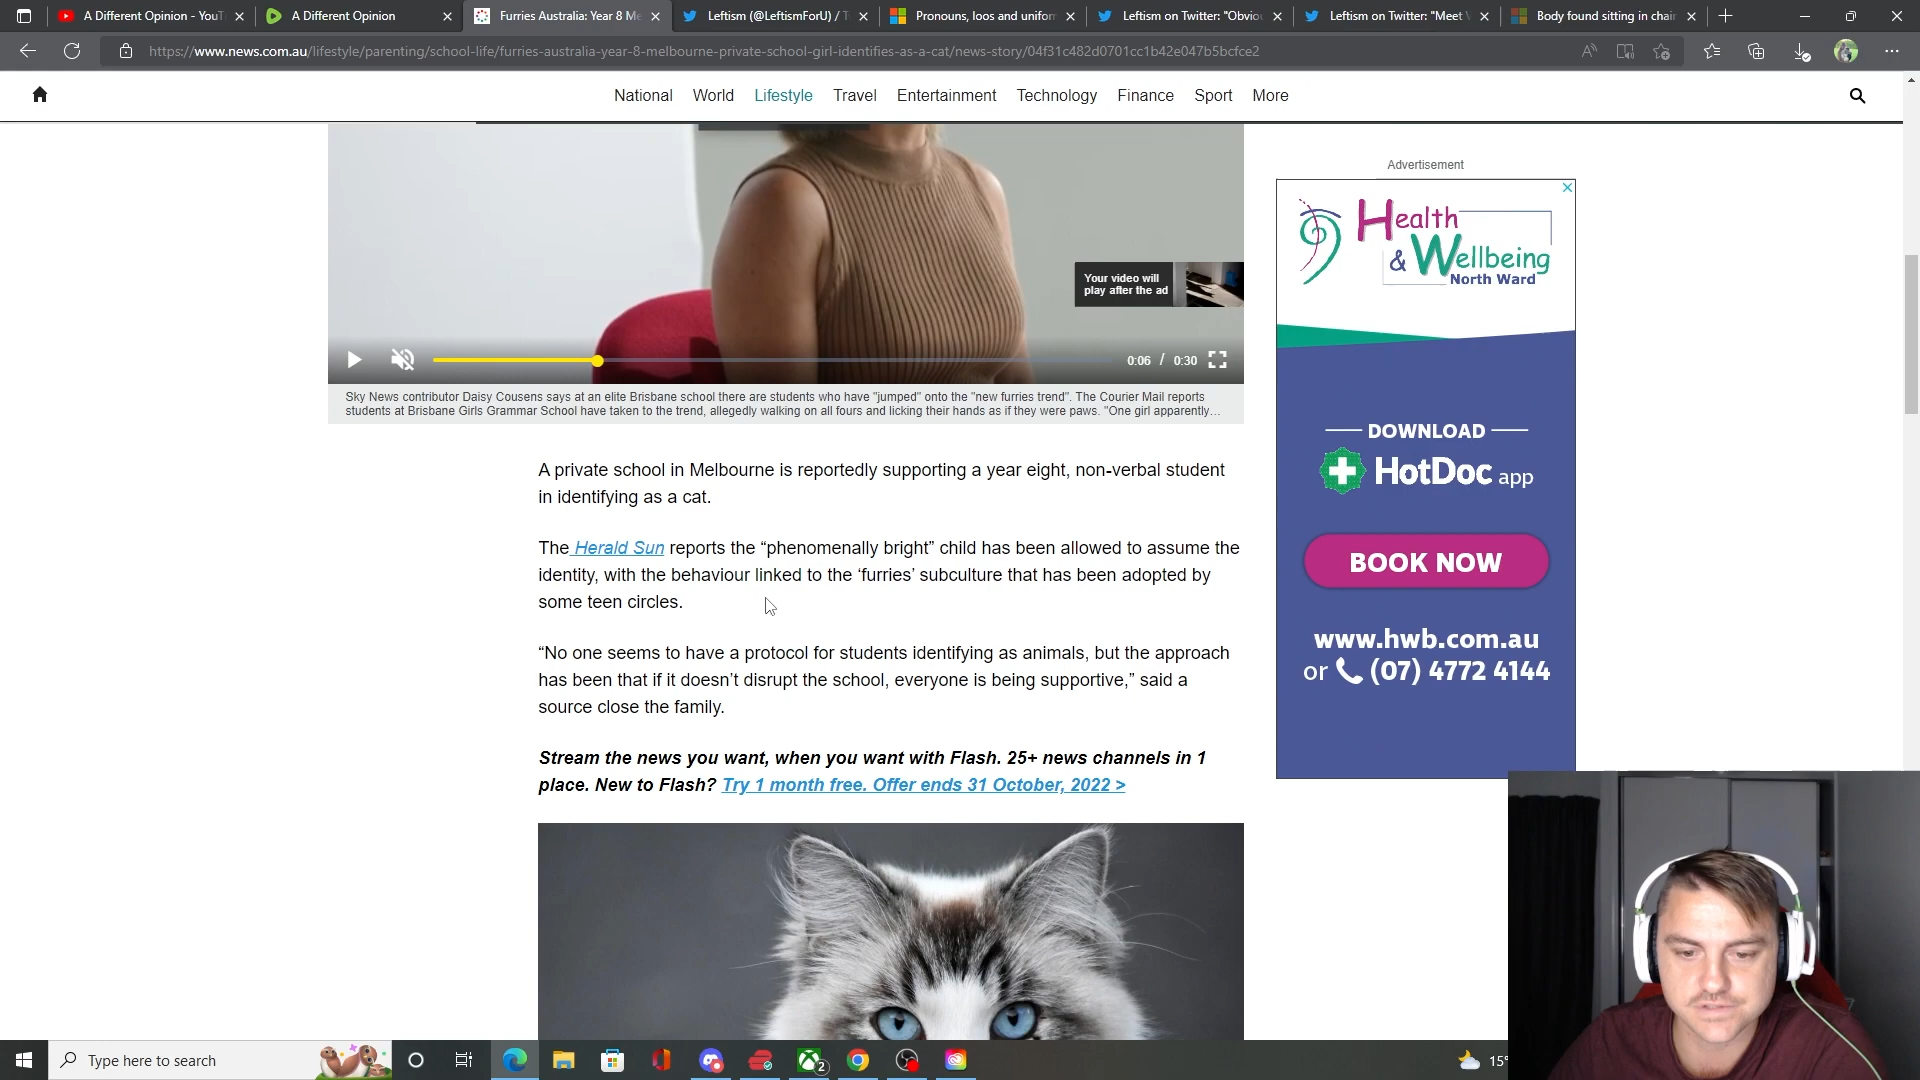 A Different Opinion - YouT
A Different Opinion
Furries Australia: Year 8 Me
Leftism (@LeftismForU) / T
Pronouns, loos and uniform
Leftism on Twitter: "Obviou
Leftism on Twitter: "Meet
Body found sitting in chair
https://www.news.com.au/lifestyle/parenting/school-life/furries-australia-year-8-melbourne-private-school-girl-identifies-as-a-cat/news-story/04f31c482d0701cc1b42e047b5bcfce2
National World Lifestyle Travel Entertainment Technology Finance Sport More
Your video will
play after the ad
0:06 / 0:30
Sky News contributor Daisy Cousens says at an elite Brisbane school there are students who have "jumped" onto the "new furries trend". The Courier Mail reports
students at Brisbane Girls Grammar School have taken to the trend, allegedly walking on all fours and licking their hands as if they were paws. "One girl apparently...
A private school in Melbourne is reportedly supporting a year eight, non-verbal student
in identifying as a cat.
The Herald Sun reports the “phenomenally bright” child has been allowed to assume the
identity, with the behaviour linked to the ‘furries’ subculture that has been adopted by
some teen circles.
“No one seems to have a protocol for students identifying as animals, but the approach
has been that if it doesn’t disrupt the school, everyone is being supportive,” said a
source close the family.
Stream the news you want, when you want with Flash. 25+ news channels in 1
place. New to Flash? Try 1 month free. Offer ends 31 October, 2022 >
Advertisement
Health
& Wellbeing
North Ward
DOWNLOAD
HotDoc app
BOOK NOW
www.hwb.com.au
or (07) 4772 4144
Type here to search
2
15°